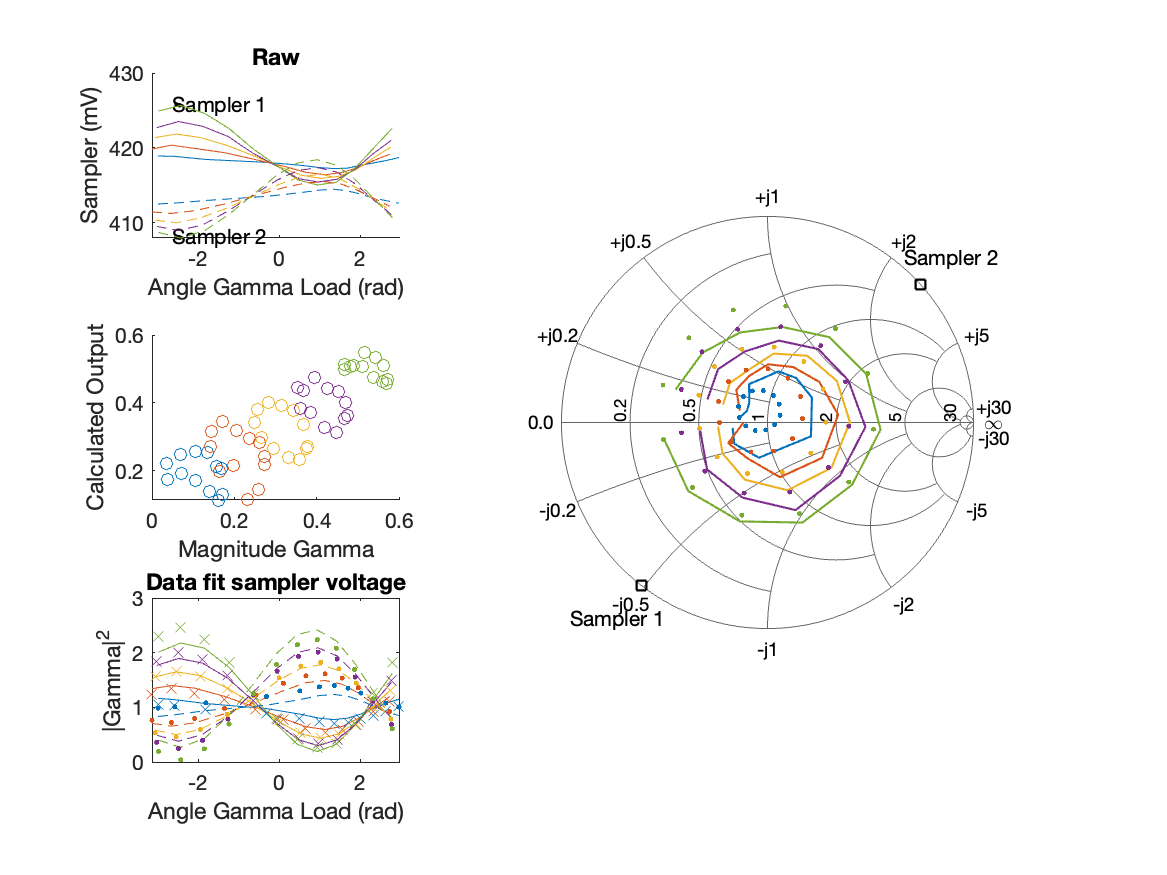 Raw
430
420
410
Sampler (mV)
Sampler 1
Sampler 2
-2
0
2
Angle Gamma Load (rad)
0.6
0.4
0.2
Calculated Output
0
0.2
0.4
0.6
Magnitude Gamma
Data fit sampler voltage
3
2
1
0
|Gamma|2
-2
0
2
Angle Gamma Load (rad)
+j1
+j0.5
+j2
Sampler 2
+j0.2
+j5
0.0
0.2
0.5
1
2
5
30
+j30
∞
-j30
-j0.2
-j5
-j0.5
Sampler 1
-j2
-j1